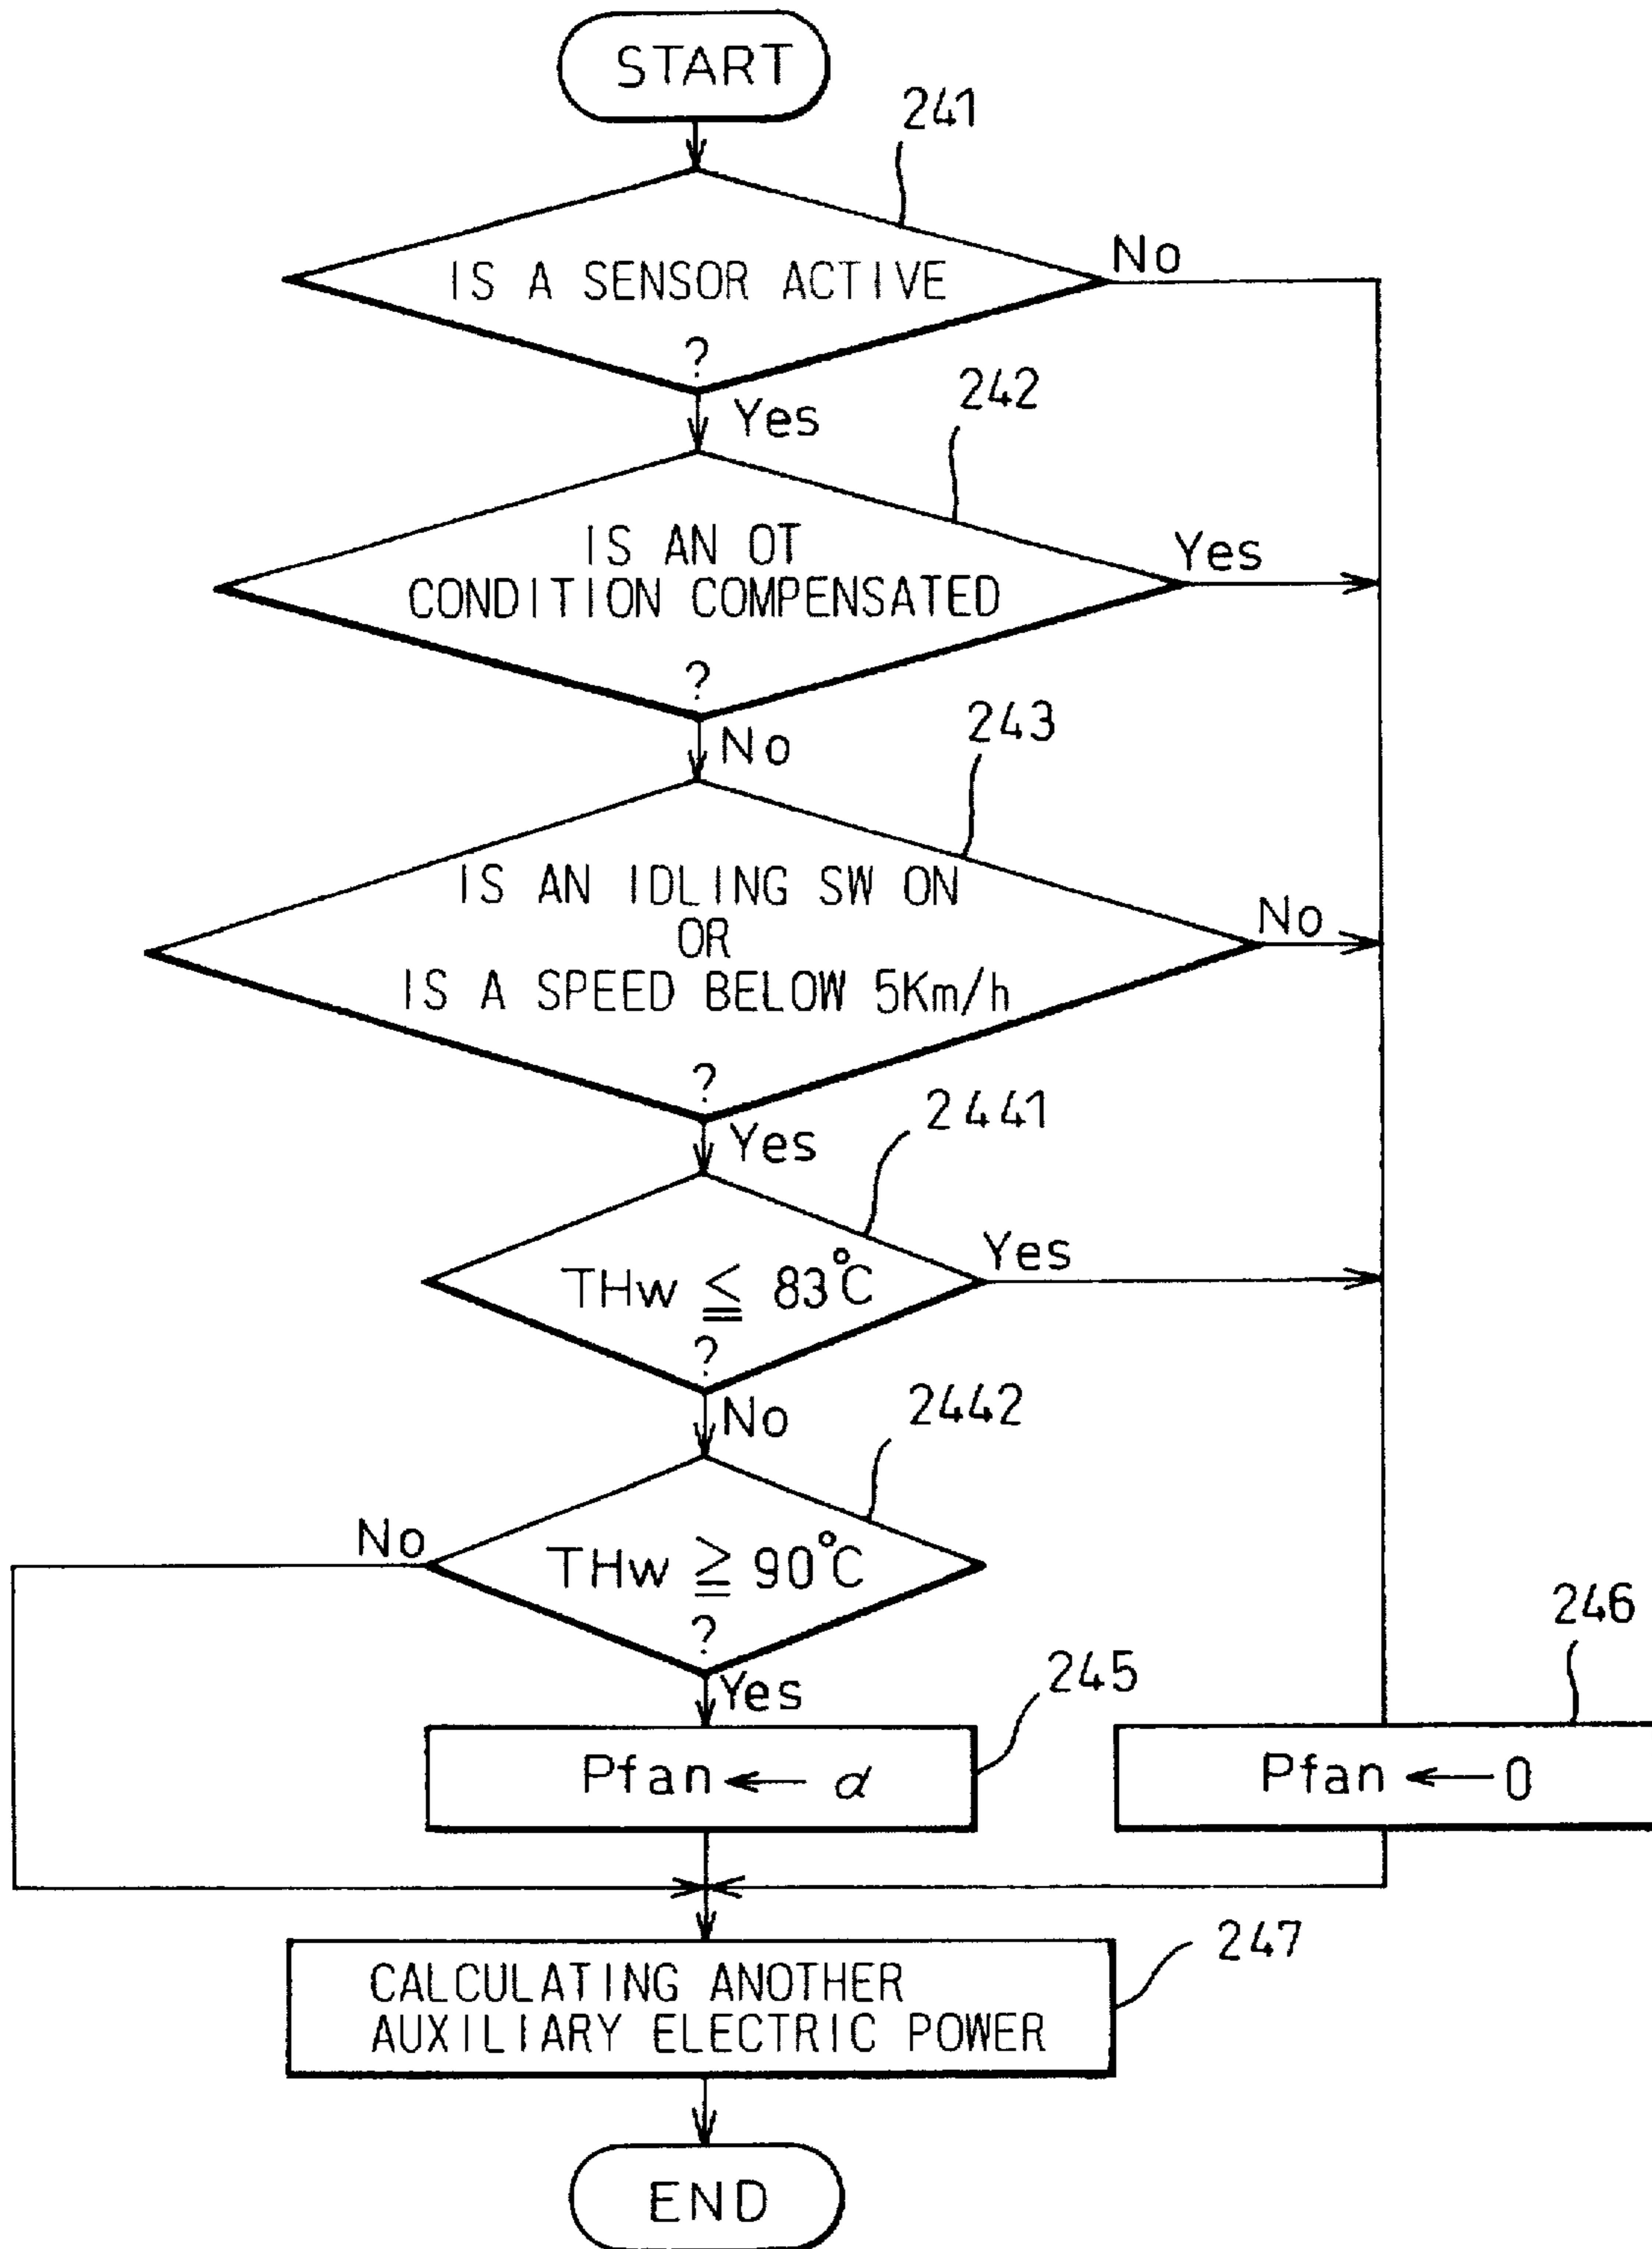 START
241
IS A SENSOR ACTIVE
?
No
Yes
242
IS AN OT
CONDITION COMPENSATED
?
Yes
No
243
IS AN IDLING SW ON
OR
IS A SPEED BELOW 5Km/h
?
No
Yes
2441
THw ≦ 83°C
?
Yes
No
2442
THw ≧ 90°C
?
No
Yes
245
Pfan ← α
246
Pfan ← 0
247
CALCULATING ANOTHER
AUXILIARY ELECTRIC POWER
END